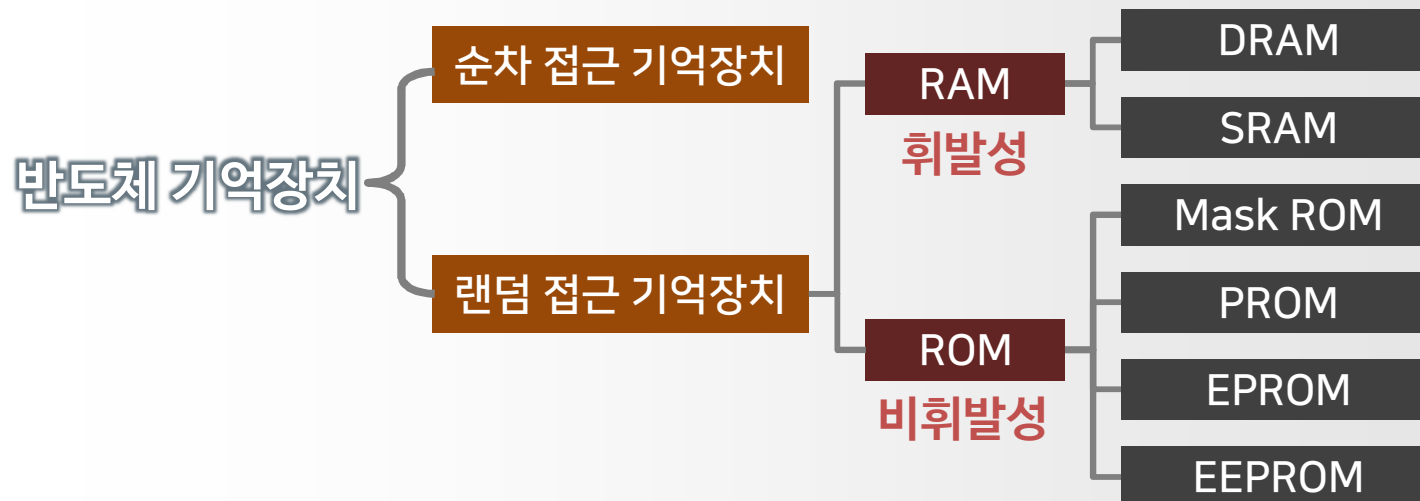 반도체 기억장치
순차 접근 기억장치
랜덤 접근 기억장치
RAM
휘발성
ROM
비휘발성
DRAM
SRAM
Mask ROM
PROM
EPROM
EEPROM